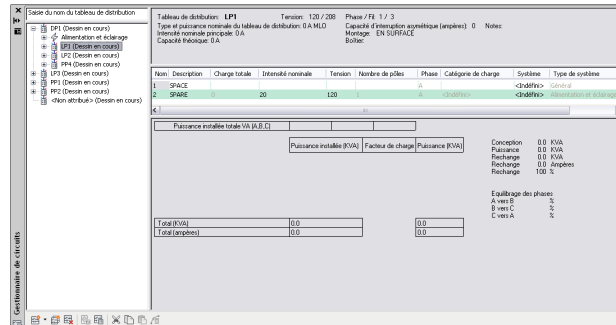 Saisie du nom du tableau de distribution
DP1 (Dessin en cours)
Alimentation et éclairage
LP1 (Dessin en cours)
LP2 (Dessin en cours)
PP4 (Dessin en cours)
LP3 (Dessin en cours)
PP1 (Dessin en cours)
PP2 (Dessin en cours)
<Non attribué> (Dessin en cours)
Gestionnaire de circuits
Tableau de distribution: LP1 Tension: 120 / 208 Phase / Fil: 1 / 3
Type et puissance nominale du tableau de distribution: 0 A MLO Capacité d'interruption asymétrique (ampères): 0 Notes:
Intensité nominale principale: 0 A Montage: EN SURFACE
Capacité théorique: 0 A Boîtier:
Nom Description Charge totale Intensité nominale Tension Nombre de pôles Phase Catégorie de charge Système Type de système
1 SPACE A <Indéfini> Général
2 SPARE 0 20 120 1 A <Indéfini> <Indéfini> Alimentation et éclairage
Puissance installée totale VA (A,B,C)
Puissance installée (KVA) Facteur de charge Puissance (KVA)
Conception 0.0 KVA
Puissance 0.0 KVA
Rechange 0.0 KVA
Rechange 0.0 Ampères
Rechange 100 %
Equilibrage des phases
A vers B %
B vers C %
C vers A %
Total (KVA) 0.0 0.0
Total (ampères) 0.0 0.0